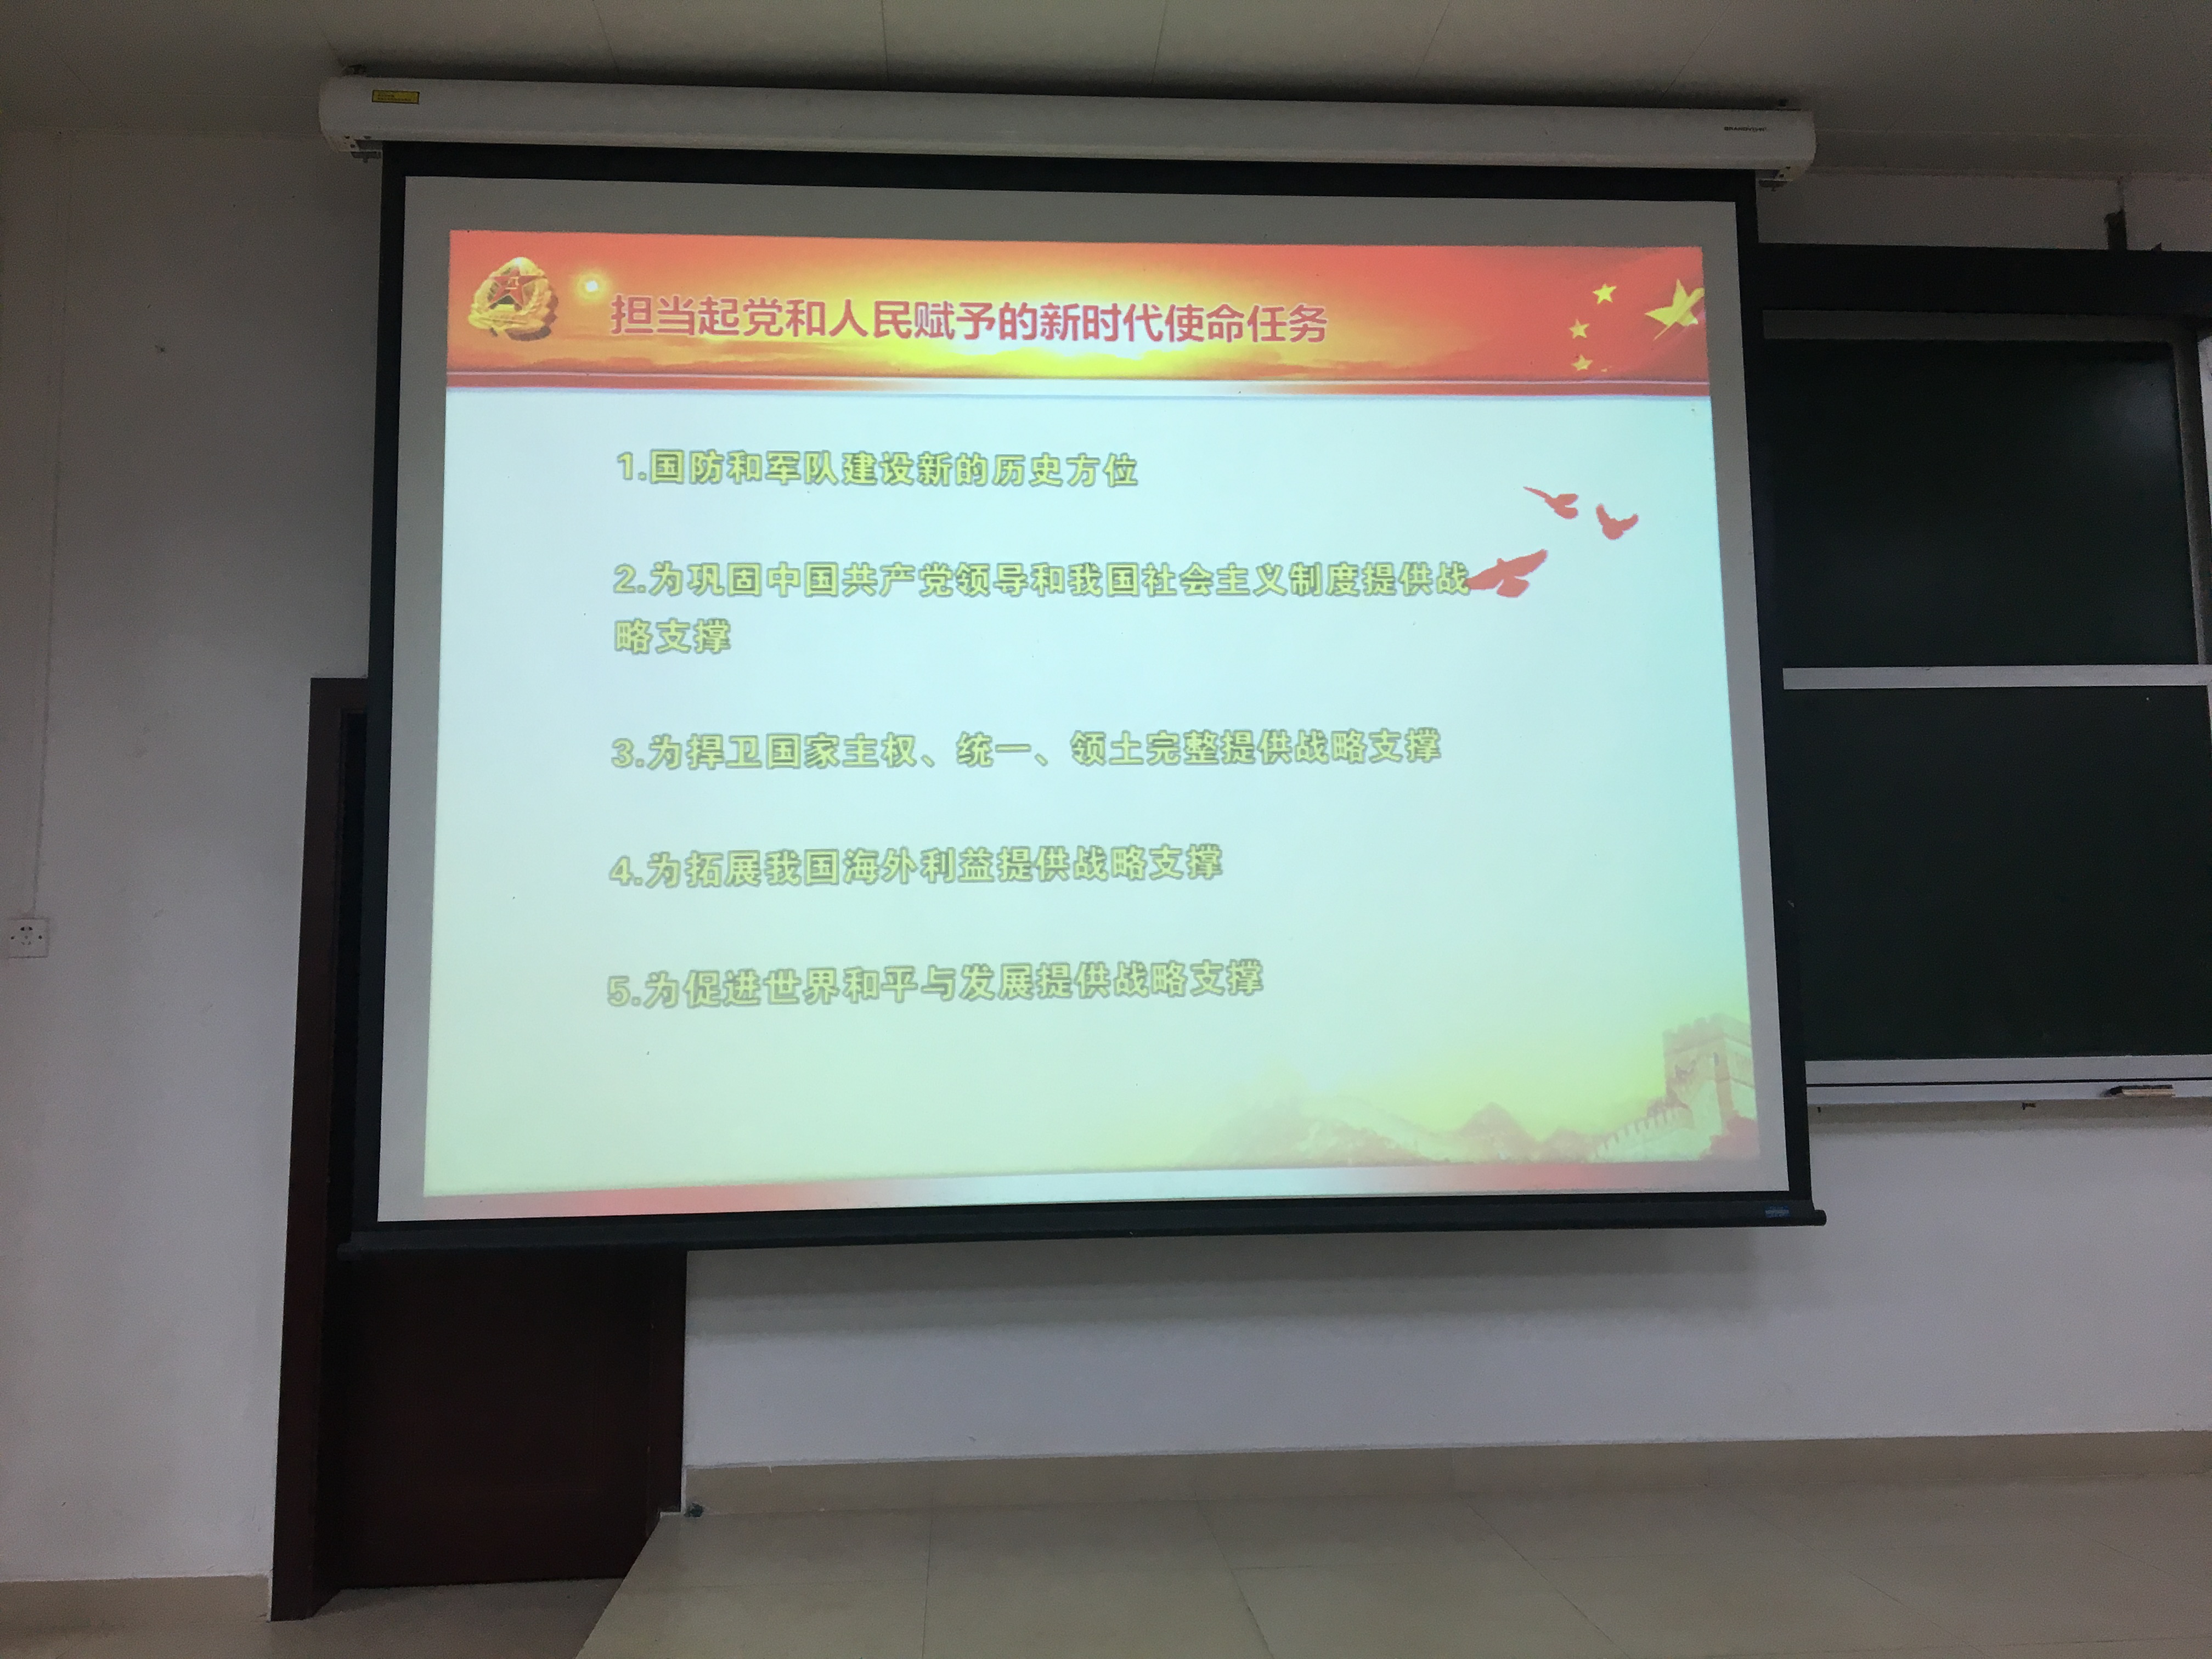 担当起党和人民赋予的新时代使命任务
1.国防和军队建设新的历史方位
2.为巩固中国共产党领导和我国社会主义制度提供战
略支撑
3.为捍卫国家主权、统一、领土完整提供战略支撑
4.为拓展我国海外利益提供战略支撑
5.为促进世界和平与发展提供战略支撑